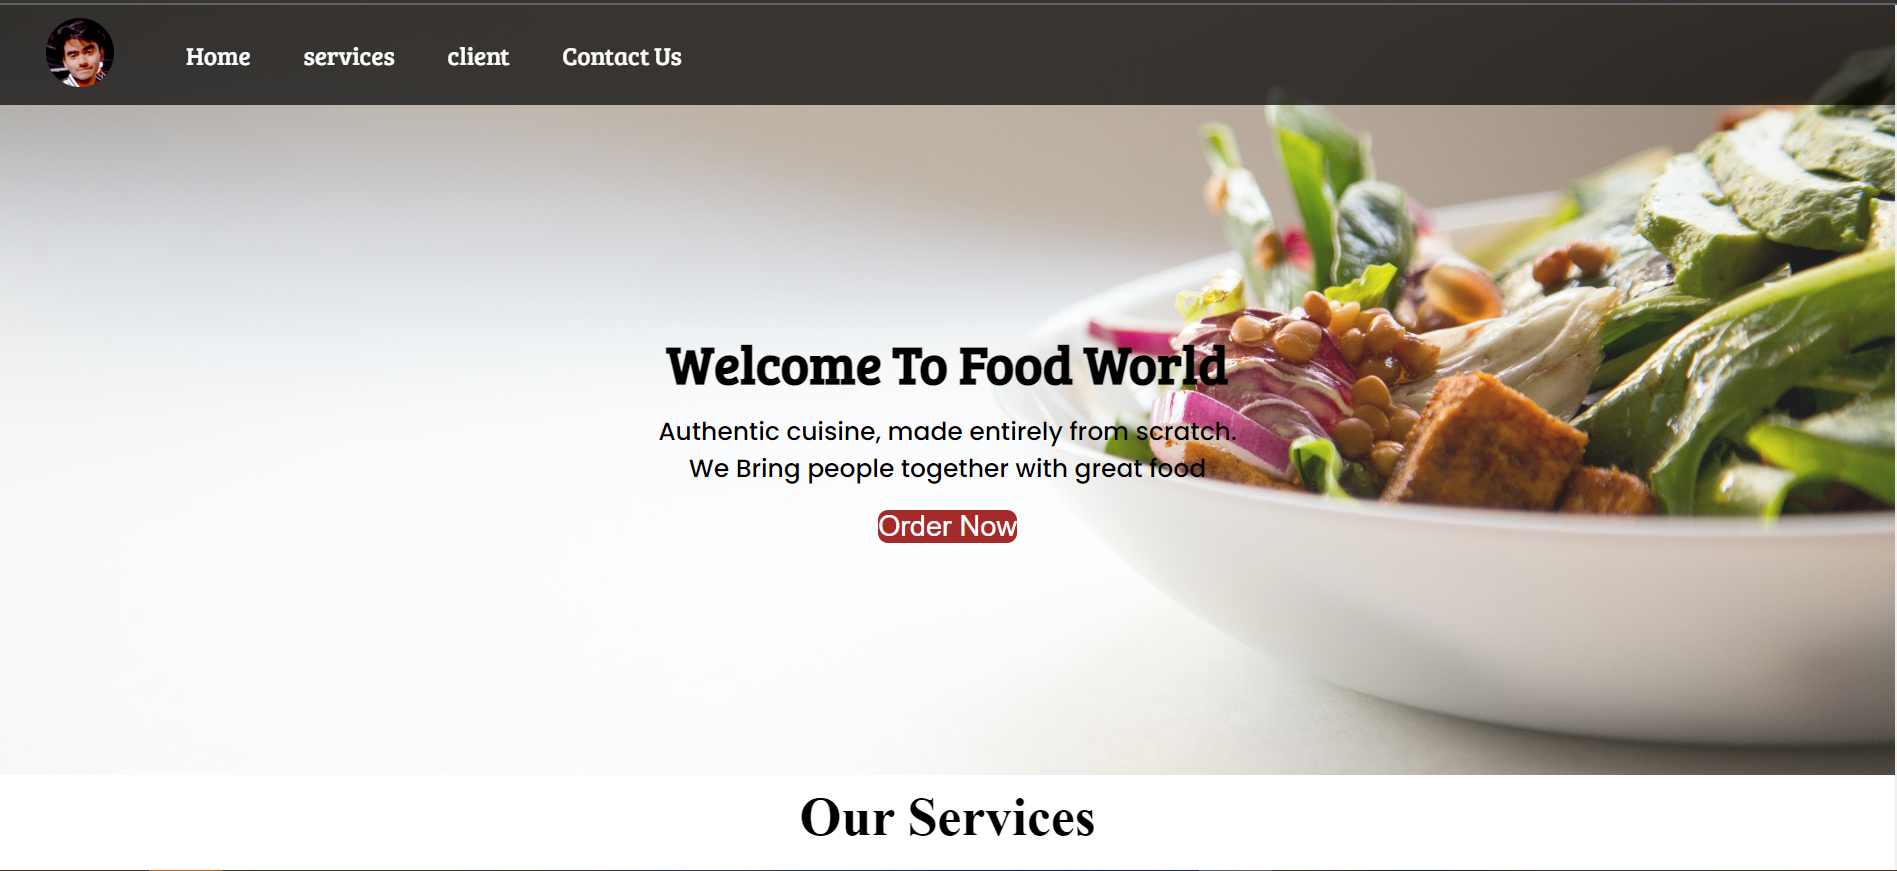 Home services client Contact Us
Welcome To Food World
Authentic cuisine, made entirely from scratch.
We Bring people together with great food
Order Now
Our Services